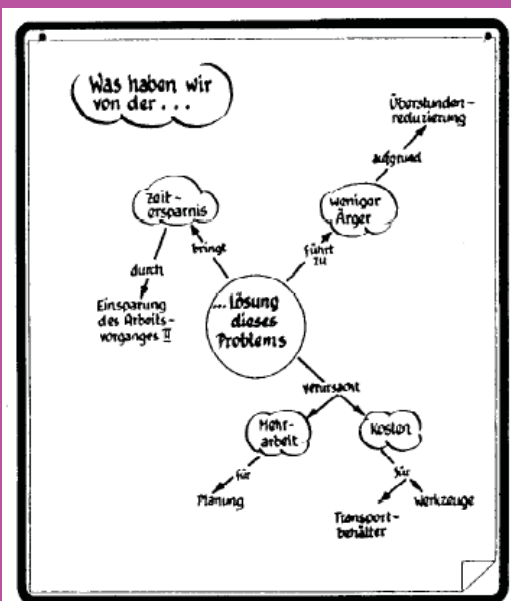 Was haben wir
von der ...
Überstunden-
reduzierung
aufgrund
weniger
Ärger
führt
zu
Zeit-
ersparnis
bringt
durch
Einsparung
des Arbeits-
vorganges II
... Lösung
dieses
Problems
verursacht
Mehr-
arbeit
für
Planung
Kosten
für
Transport-
behälter
Werkzeuge